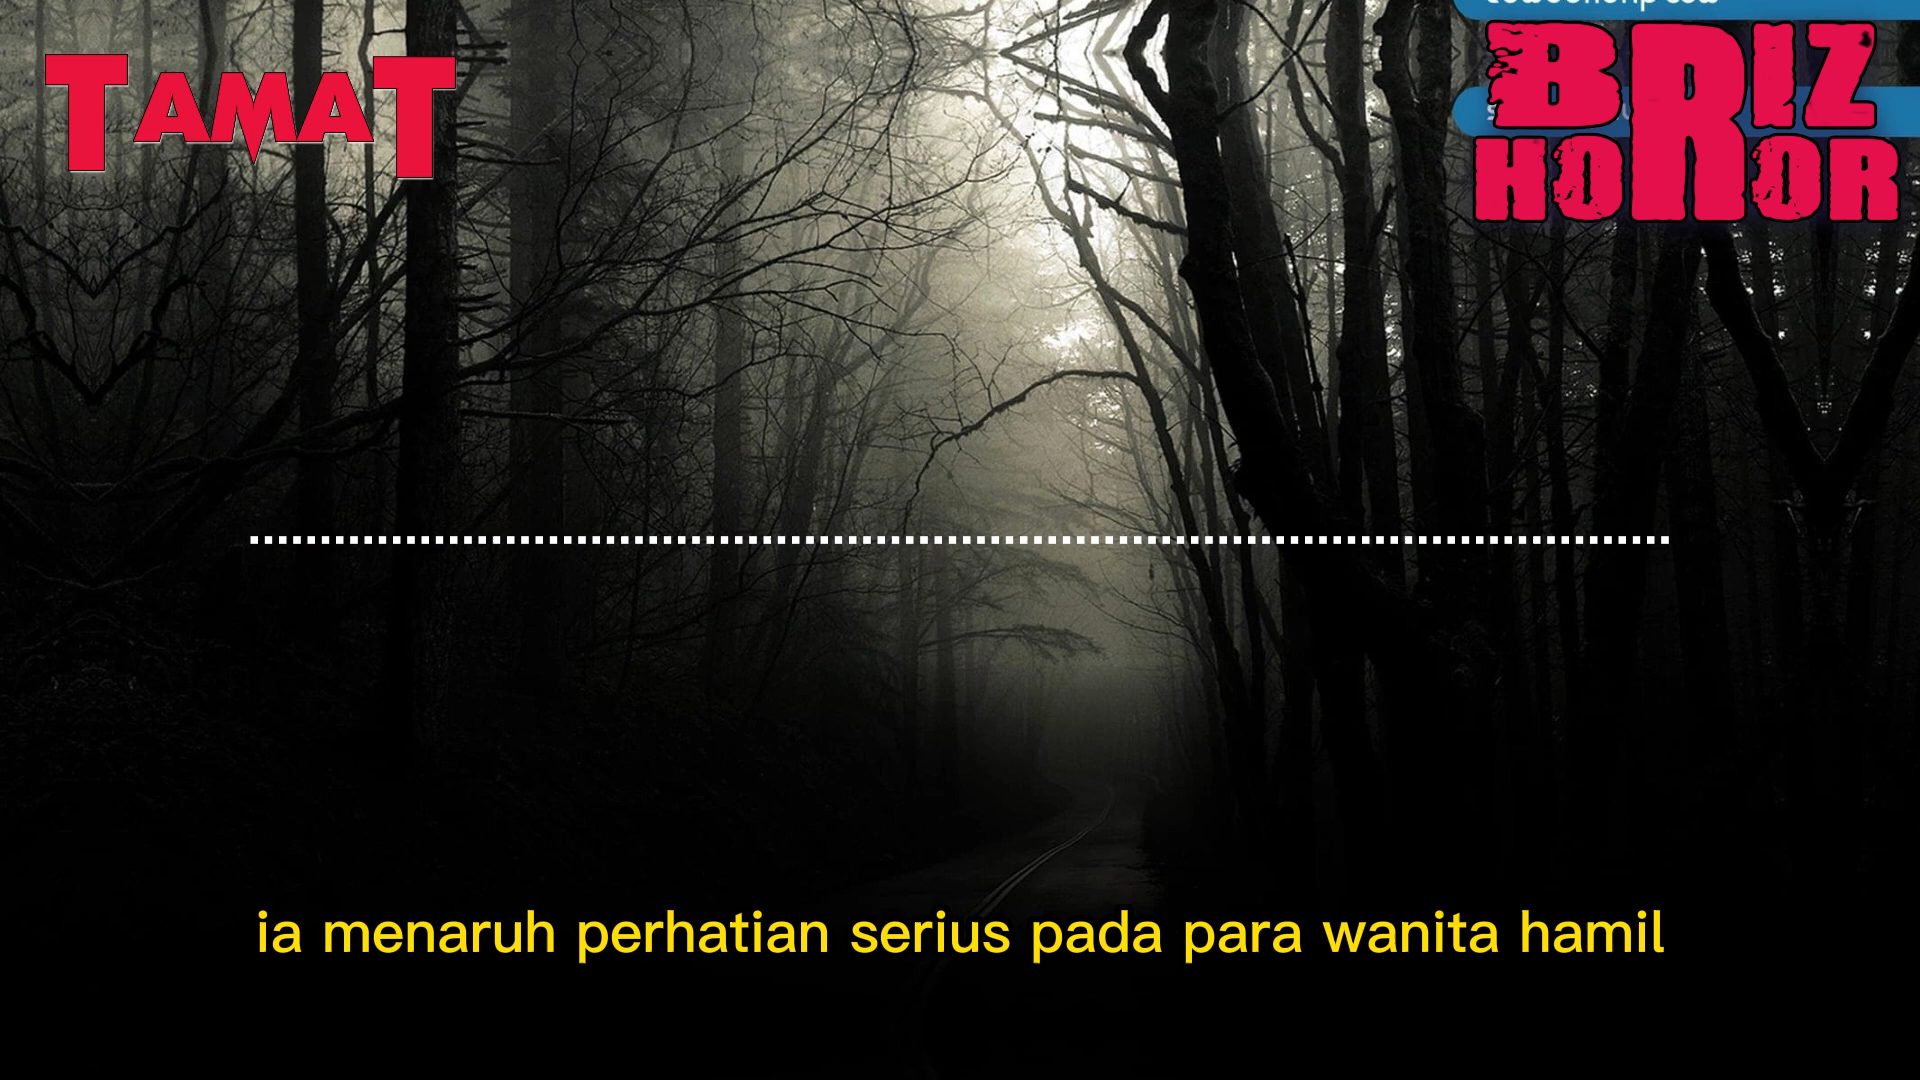 TAMAT
BRIZ
HOROR
ia menaruh perhatian serius pada para wanita hamil